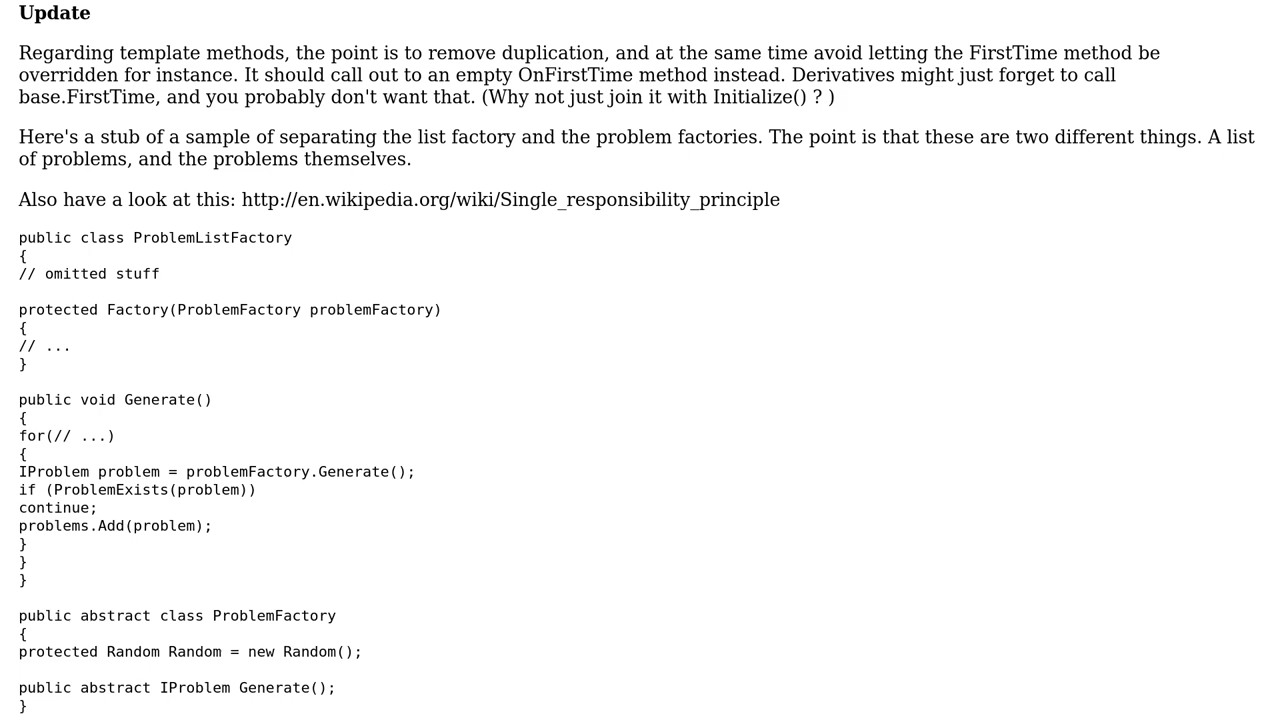 Update
Regarding template methods, the point is to remove duplication, and at the same time avoid letting the FirstTime method be
overridden for instance. It should call out to an empty OnFirstTime method instead. Derivatives might just forget to call
base.FirstTime, and you probably don't want that. (Why not just join it with Initialize() ? )
Here's a stub of a sample of separating the list factory and the problem factories. The point is that these are two different things. A list
of problems, and the problems themselves.
Also have a look at this: http://en.wikipedia.org/wiki/Single_responsibility_principle
public class ProblemListFactory
{
// omitted stuff
protected Factory(ProblemFactory problemFactory)
{
// ...
}
public void Generate()
{
for(// ...)
{
IProblem problem = problemFactory.Generate();
if (ProblemExists(problem))
continue;
problems.Add(problem);
}
}
}
public abstract class ProblemFactory
{
protected Random Random = new Random();
public abstract IProblem Generate();
}